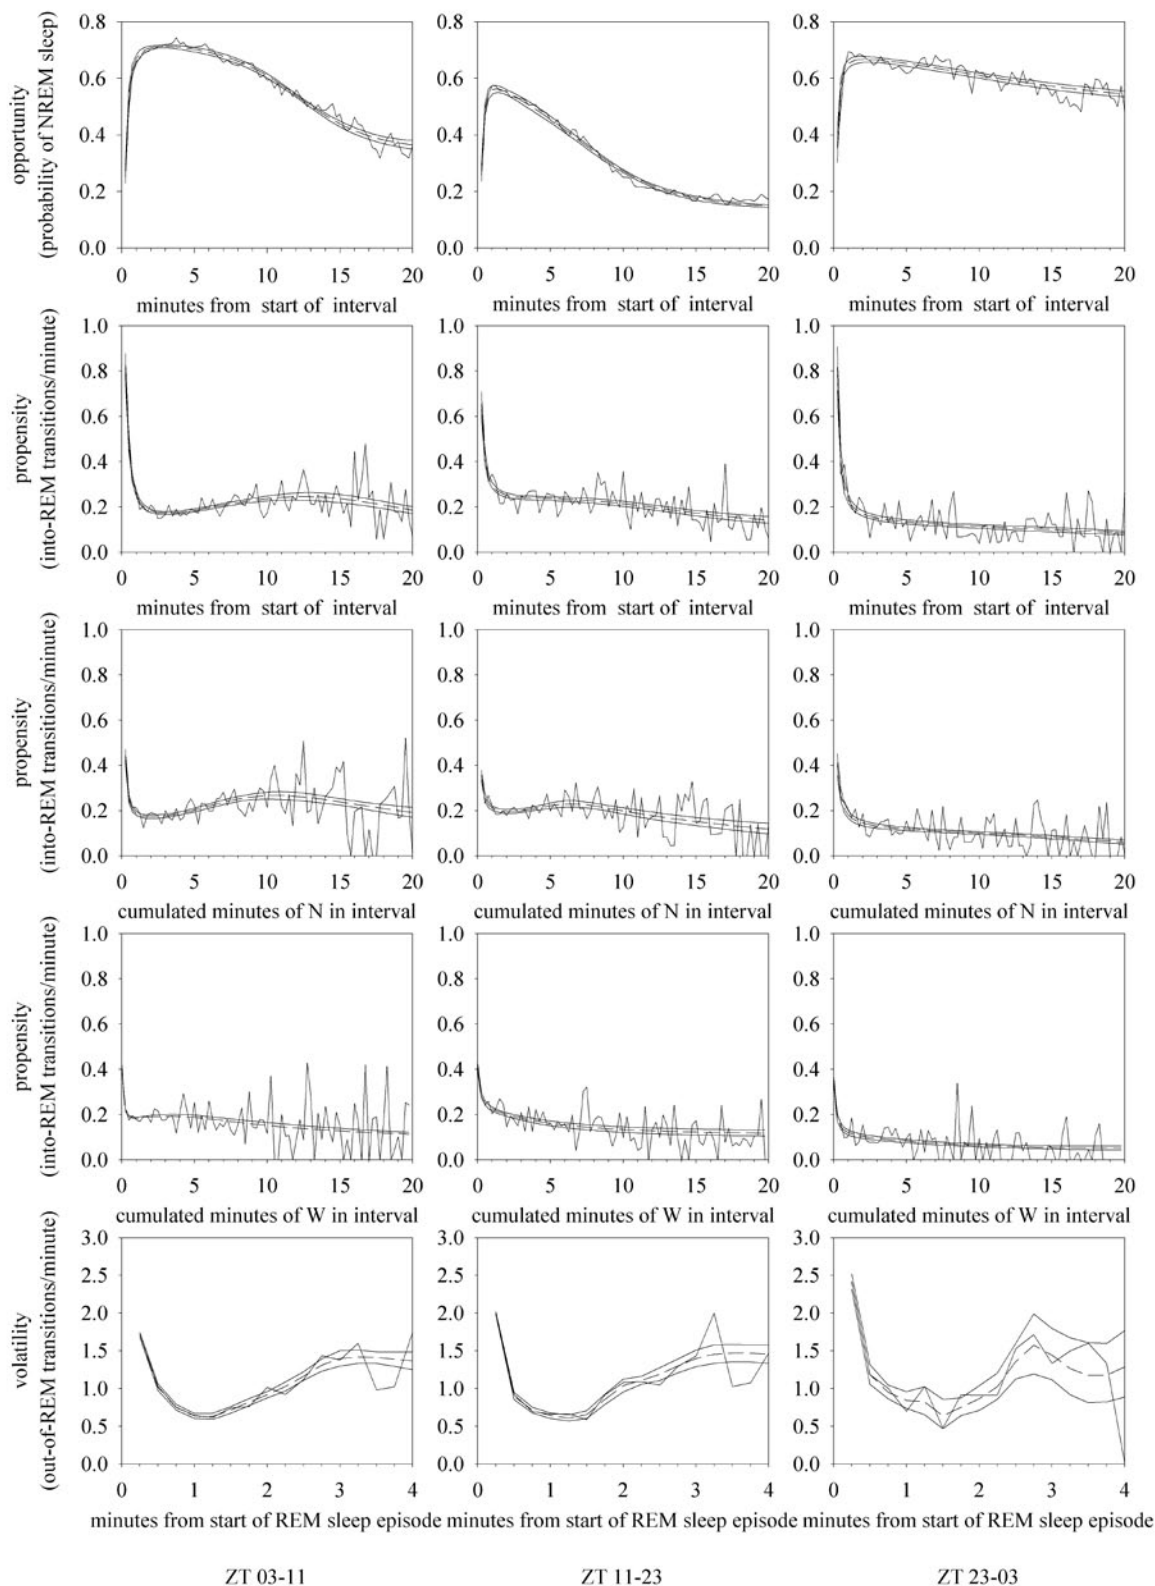 opportunity
(probability of NREM sleep)
0.8 0.8 0.8
0.6 0.6 0.6
0.4 0.4 0.4
0.2 0.2 0.2
0.0 0.0 0.0
0 5 10 15 20 0 5 10 15 20 0 5 10 15 20
minutes from start of interval minutes from start of interval minutes from start of interval
propensity
(into-REM transitions/minute)
1.0 1.0 1.0
0.8 0.8 0.8
0.6 0.6 0.6
0.4 0.4 0.4
0.2 0.2 0.2
0.0 0.0 0.0
0 5 10 15 20 0 5 10 15 20 0 5 10 15 20
minutes from start of interval minutes from start of interval minutes from start of interval
propensity
(into-REM transitions/minute)
1.0 1.0 1.0
0.8 0.8 0.8
0.6 0.6 0.6
0.4 0.4 0.4
0.2 0.2 0.2
0.0 0.0 0.0
0 5 10 15 20 0 5 10 15 20 0 5 10 15 20
cumulated minutes of N in interval cumulated minutes of N in interval cumulated minutes of N in interval
propensity
(into-REM transitions/minute)
1.0 1.0 1.0
0.8 0.8 0.8
0.6 0.6 0.6
0.4 0.4 0.4
0.2 0.2 0.2
0.0 0.0 0.0
0 5 10 15 20 0 5 10 15 20 0 5 10 15 20
cumulated minutes of W in interval cumulated minutes of W in interval cumulated minutes of W in interval
volatility
(out-of-REM transitions/minute)
3.0 3.0 3.0
2.5 2.5 2.5
2.0 2.0 2.0
1.5 1.5 1.5
1.0 1.0 1.0
0.5 0.5 0.5
0.0 0.0 0.0
0 1 2 3 4 0 1 2 3 4 0 1 2 3 4
minutes from start of REM sleep episode minutes from start of REM sleep episode minutes from start of REM sleep episode
ZT 03-11 ZT 11-23 ZT 23-03